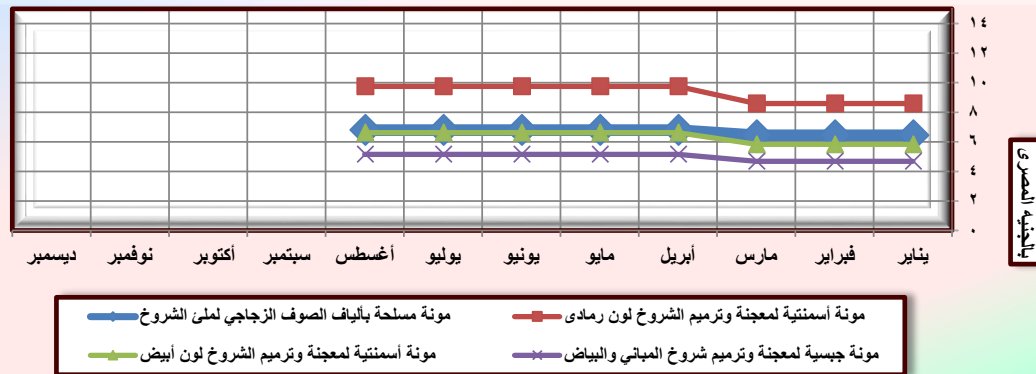 ١٤
١٢
١٠
٨
٦
٤
٢
٠
بالجنيه المصرى
يناير فبراير مارس أبريل مايو يونيو يوليو أغسطس سبتمبر أكتوبر نوفمبر ديسمبر
مونة أسمنتية لمعجنة وترميم الشروخ لون رمادى مونة مسلحة بألياف الصوف الزجاجي لملئ الشروخ
مونة جبسية لمعجنة وترميم شروخ المباني والبياض مونة أسمنتية لمعجنة وترميم الشروخ لون أبيض